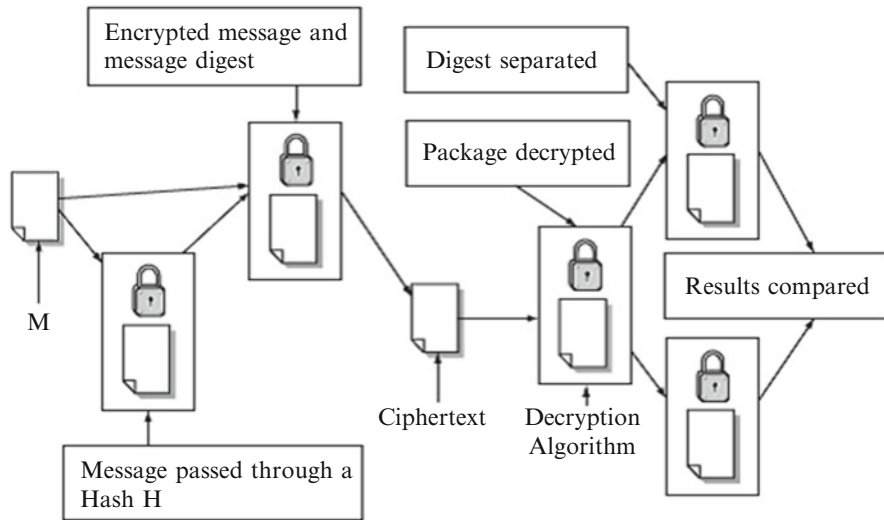 Encrypted message and
message digest
Digest separated
Package decrypted
M
Results compared
Ciphertext
Decryption
Algorithm
Message passed through a
Hash H